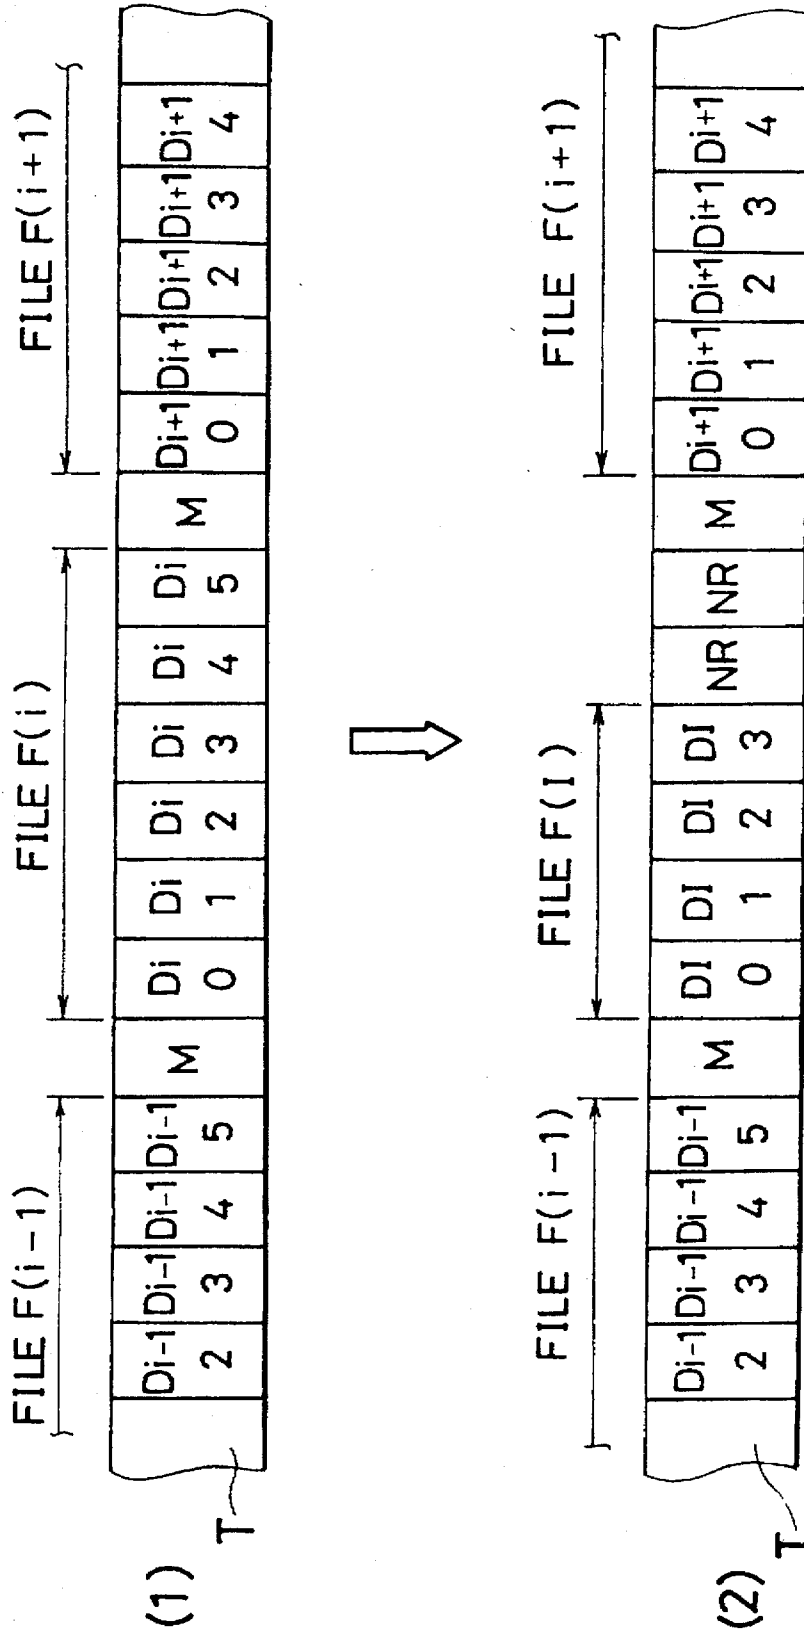 (1)
FILE F(i-1)
FILE F(i)
FILE F(i+1)
Di-1 Di-1 Di-1 Di-1 M Di Di Di Di Di Di M Di+1 Di+1 Di+1 Di+1 Di+1
2 3 4 5 0 1 2 3 4 5 0 1 2 3 4
T
(2)
FILE F(i-1)
FILE F(I)
FILE F(i+1)
Di-1 Di-1 Di-1 Di-1 M DI DI DI DI NR NR M Di+1 Di+1 Di+1 Di+1 Di+1
2 3 4 5 0 1 2 3 0 1 2 3 4
T